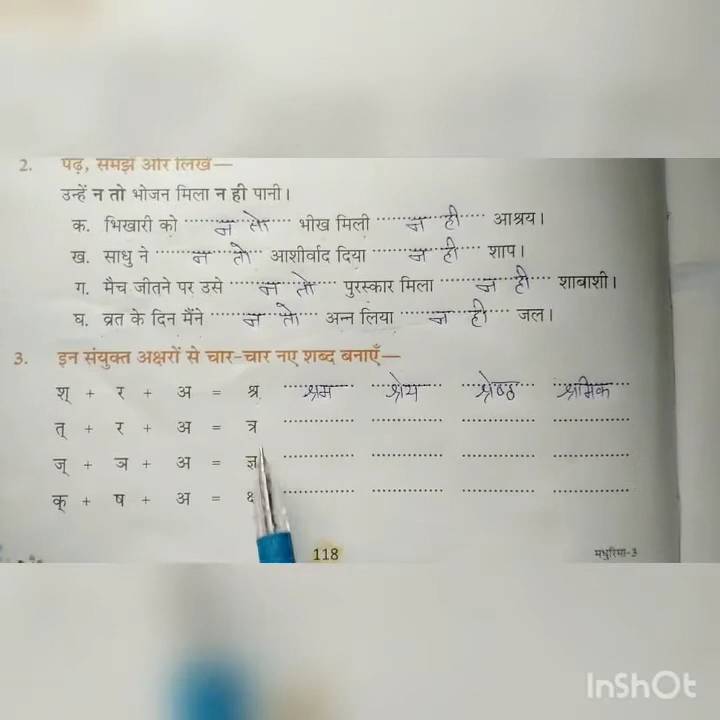 2. पढ़ें, समझें और लिखें—
उन्हें न तो भोजन मिला न ही पानी।
क. भिखारी को न तो भीख मिली न ही आश्रय।
ख. साधु ने न तो आशीर्वाद दिया न ही शाप।
ग. मैच जीतने पर उसे न तो पुरस्कार मिला न ही शाबाशी।
घ. व्रत के दिन मैंने न तो अन्न लिया न ही जल।
3. इन संयुक्त अक्षरों से चार-चार नए शब्द बनाएँ—
श् + र + अ = श्र श्रम श्रेय श्रेष्ठ श्रमिक
त् + र + अ = त्र
ज् + ञ + अ = ज्ञ
क् + ष + अ = क्ष
118 मधुरिमा-3
InShOt